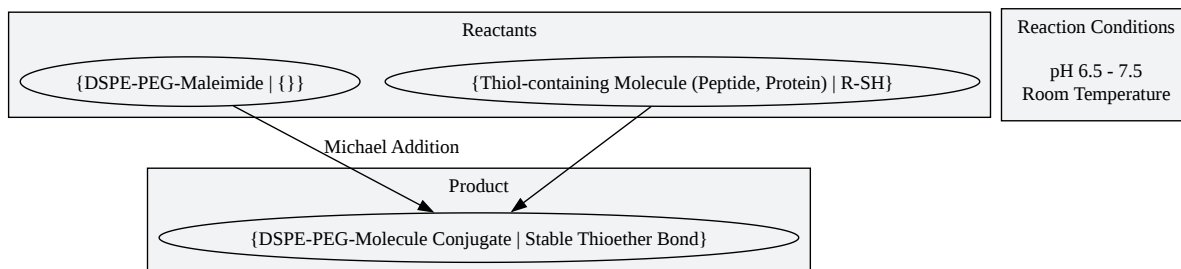 Reactants
{DSPE-PEG-Maleimide | {}}
{Thiol-containing Molecule (Peptide, Protein) | R-SH}
Reaction Conditions
pH 6.5 - 7.5
Room Temperature
Michael Addition
Product
{DSPE-PEG-Molecule Conjugate | Stable Thioether Bond}